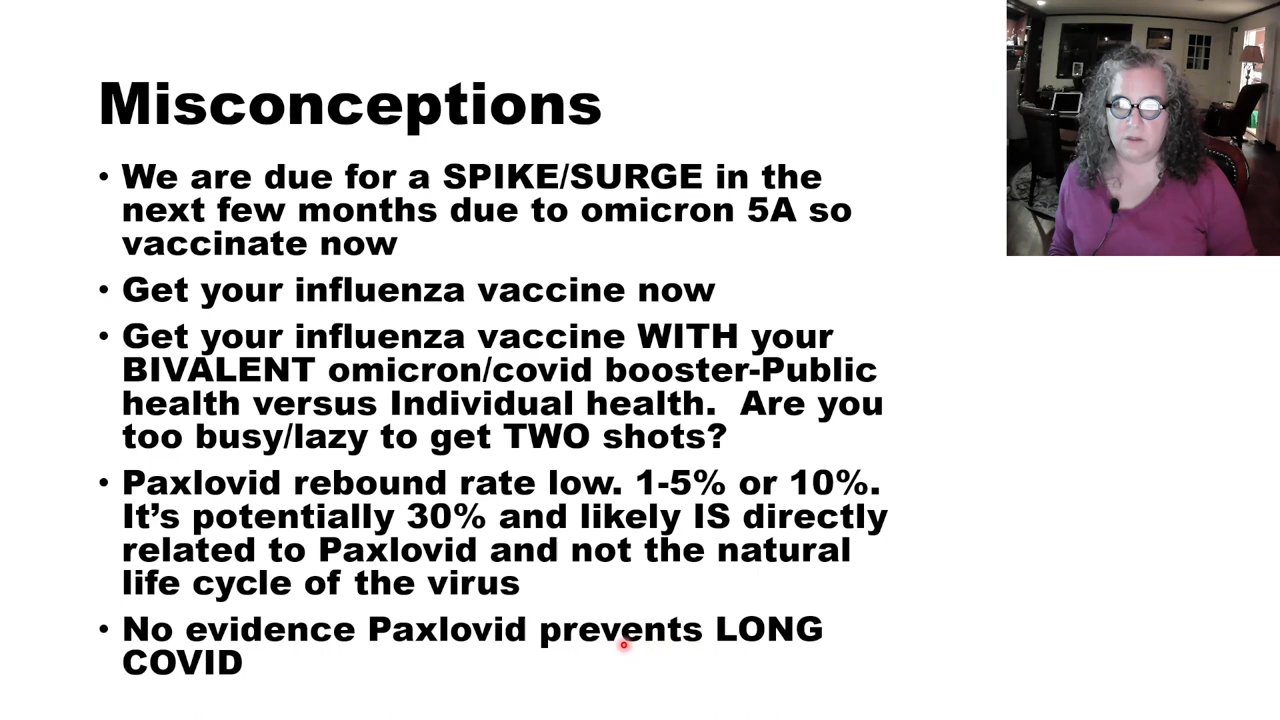 Misconceptions
• We are due for a SPIKE/SURGE in the
next few months due to omicron 5A so
vaccinate now
• Get your influenza vaccine now
• Get your influenza vaccine WITH your
BIVALENT omicron/covid booster-Public
health versus Individual health.  Are you
too busy/lazy to get TWO shots?
• Paxlovid rebound rate low. 1-5% or 10%.
It’s potentially 30% and likely IS directly
related to Paxlovid and not the natural
life cycle of the virus
• No evidence Paxlovid prevents LONG
COVID